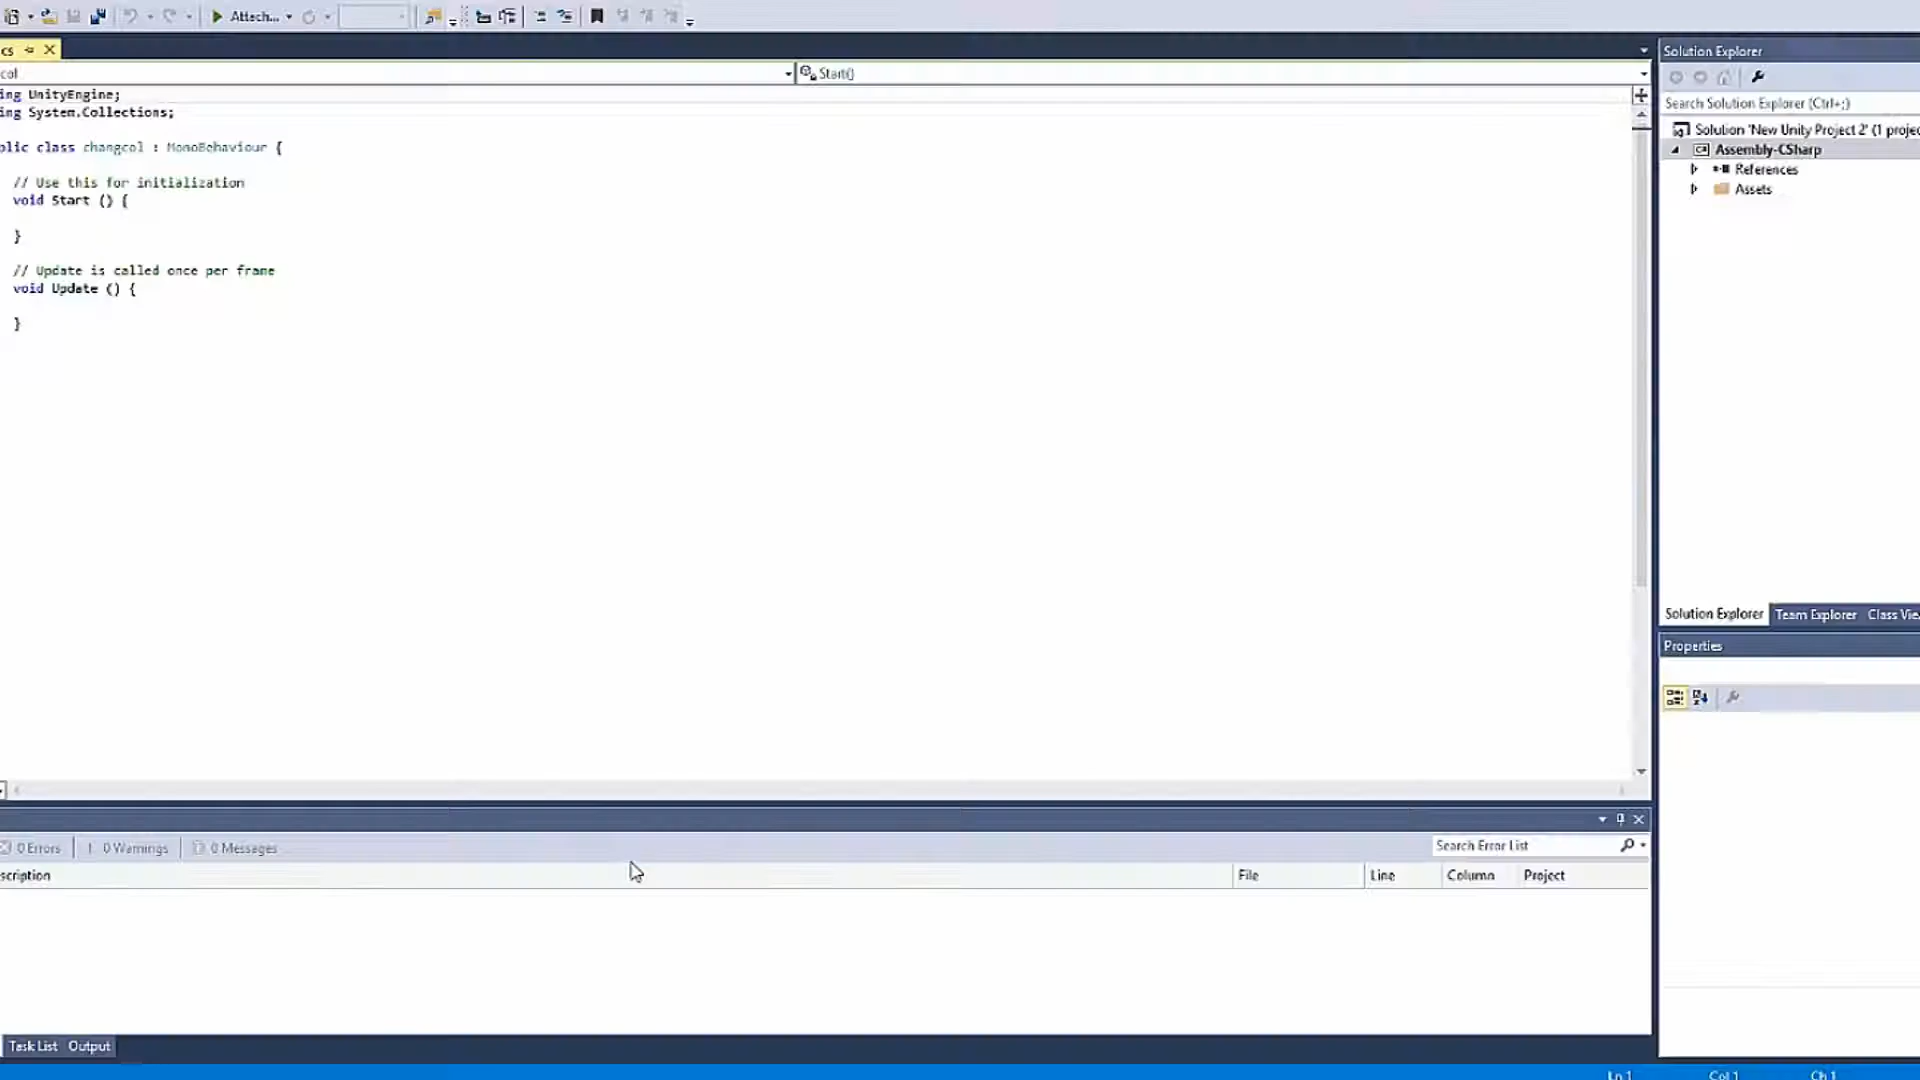 Attach...
cs
Solution Explorer
col
Start()
Search Solution Explorer (Ctrl+;)
ing UnityEngine;
ing System.Collections;
Solution 'New Unity Project 2' (1 projec
Assembly-CSharp
blic class changcol : MonoBehaviour {
References
// Use this for initialization
Assets
void Start () {
}
// Update is called once per frame
void Update () {
}
Solution Explorer Team Explorer Class Vie
Properties
0 Errors 0 Warnings 0 Messages
Search Error List
scription File Line Column Project
Task List Output
Ln 1 Col 1 Ch 1